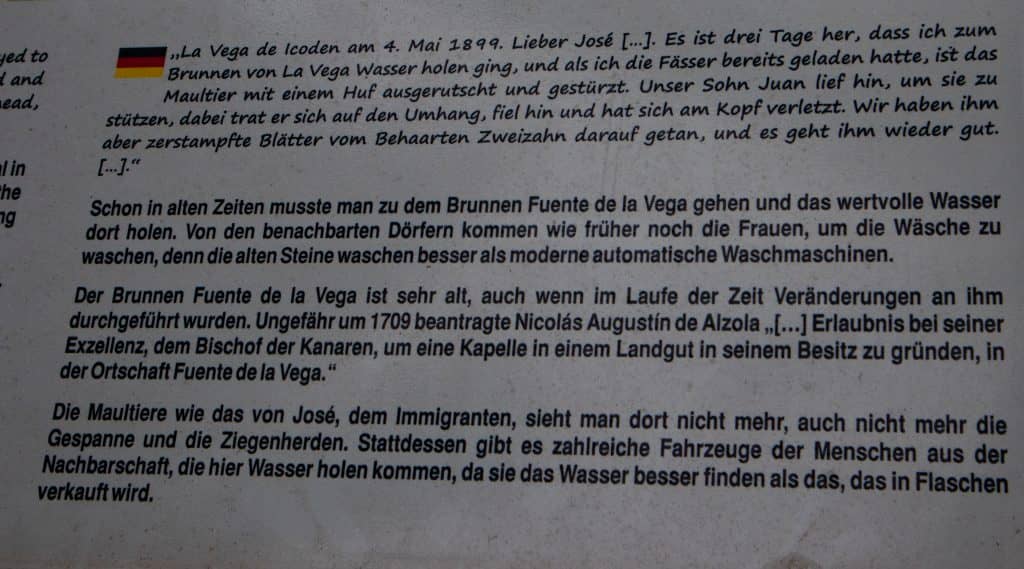 yed to
d and
nead,
l in
the
ng
„La Vega de Icoden am 4. Mai 1899. Lieber José [...]. Es ist drei Tage her, dass ich zum
Brunnen von La Vega Wasser holen ging, und als ich die Fässer bereits geladen hatte, ist das
Maultier mit einem Huf ausgerutscht und gestürzt. Unser Sohn Juan lief hin, um sie zu
stützen, dabei trat er sich auf den Umhang, fiel hin und hat sich am Kopf verletzt. Wir haben ihm
aber zerstampfte Blätter vom Behaarten Zweizahn darauf getan, und es geht ihm wieder gut.
[...].“
Schon in alten Zeiten musste man zu dem Brunnen Fuente de la Vega gehen und das wertvolle Wasser
dort holen. Von den benachbarten Dörfern kommen wie früher noch die Frauen, um die Wäsche zu
waschen, denn die alten Steine waschen besser als moderne automatische Waschmaschinen.
Der Brunnen Fuente de la Vega ist sehr alt, auch wenn im Laufe der Zeit Veränderungen an ihm
durchgeführt wurden. Ungefähr um 1709 beantragte Nicolás Augustín de Alzola „[...] Erlaubnis bei seiner
Exzellenz, dem Bischof der Kanaren, um eine Kapelle in einem Landgut in seinem Besitz zu gründen, in
der Ortschaft Fuente de la Vega.“
Die Maultiere wie das von José, dem Immigranten, sieht man dort nicht mehr, auch nicht mehr die
Gespanne und die Ziegenherden. Stattdessen gibt es zahlreiche Fahrzeuge der Menschen aus der
Nachbarschaft, die hier Wasser holen kommen, da sie das Wasser besser finden als das, das in Flaschen
verkauft wird.